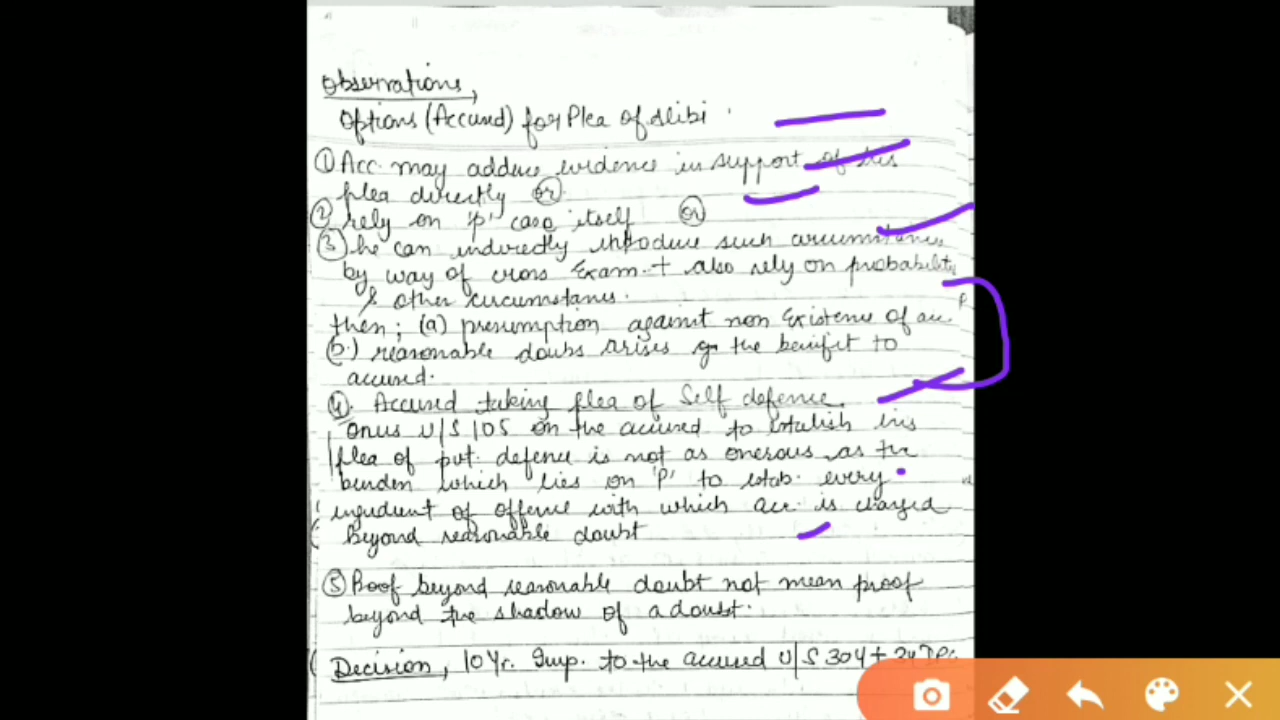 Observations,
Options (Accused) for Plea of Alibi
① Acc. may adduce evidence in support of his
plea directly (or)
② rely on 'P' case itself (or)
③ he can indirectly introduce such circumstances
by way of cross Exam. + also rely on probability
& other circumstances.
then; (a) presumption against non Existence of acc.
(b.) reasonable doubs arises the benifit to
accused.
④. Accused taking plea of Self defence.
Onus U/S 105 on the accused to establish his
plea of pvt. defence is not as onerous as the
burden which lies on 'P' to estab. every
ingredient of offence with which acc. is charged
beyond reasonable doubt
⑤ Proof beyond reasonable doubt not mean proof
beyond the shadow of a doubt.
Decision, 10 Yr. Imp. to the accused U/S 304 + 34 IPC